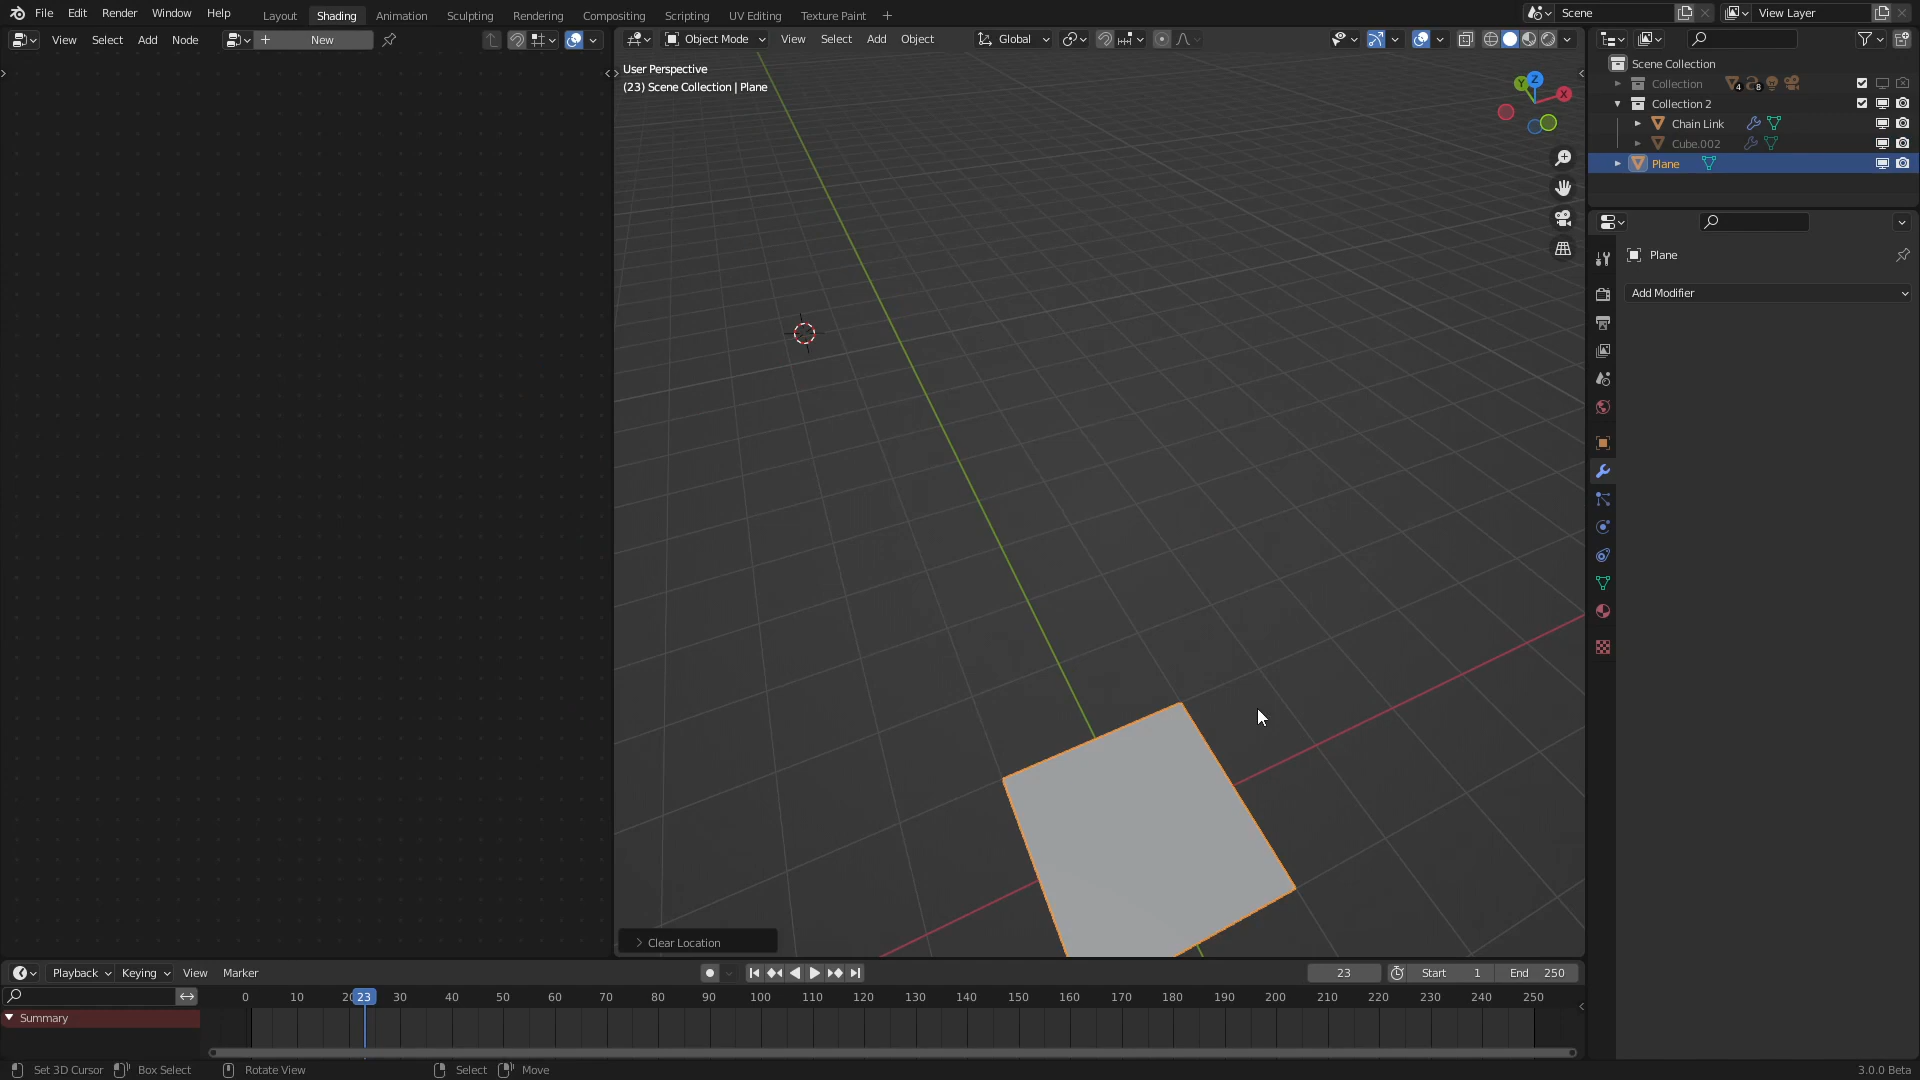 File Edit Render Window Help
Layout Shading Animation Sculpting Rendering Compositing Scripting UV Editing Texture Paint +
Scene View Layer
View Select Add Node New
Object Mode View Select Add Object Global
User Perspective
(23) Scene Collection | Plane
Z
Y
X
Scene Collection
Collection 4 8
Collection 2
Chain Link
Cube.002
Plane
Plane
Add Modifier
Clear Location
Playback Keying View Marker 23 Start 1 End 250
0 10 20 23 30 40 50 60 70 80 90 100 110 120 130 140 150 160 170 180 190 200 210 220 230 240 250
Summary
Set 3D Cursor Box Select Rotate View Select Move 3.0.0 Beta